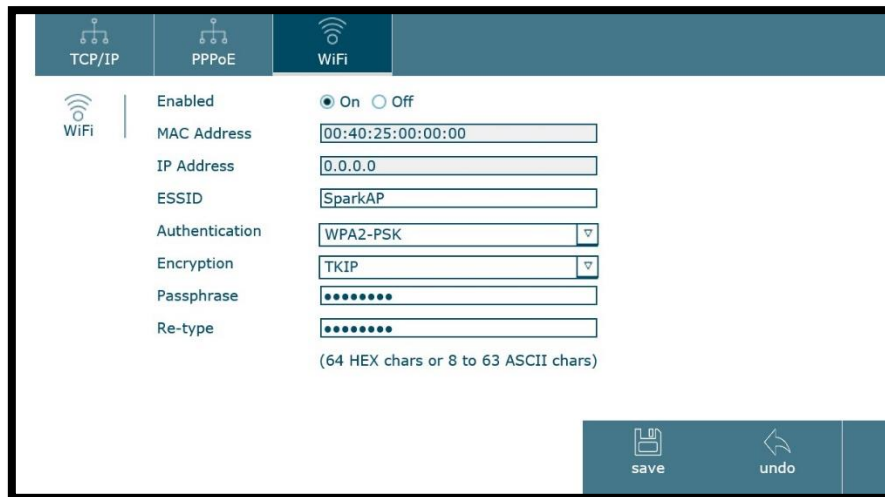 TCP/IP PPPoE WiFi
WiFi
Enabled On Off
MAC Address 00:40:25:00:00:00
IP Address 0.0.0.0
ESSID SparkAP
Authentication WPA2-PSK
Encryption TKIP
Passphrase ••••••••
Re-type ••••••••
(64 HEX chars or 8 to 63 ASCII chars)
save undo